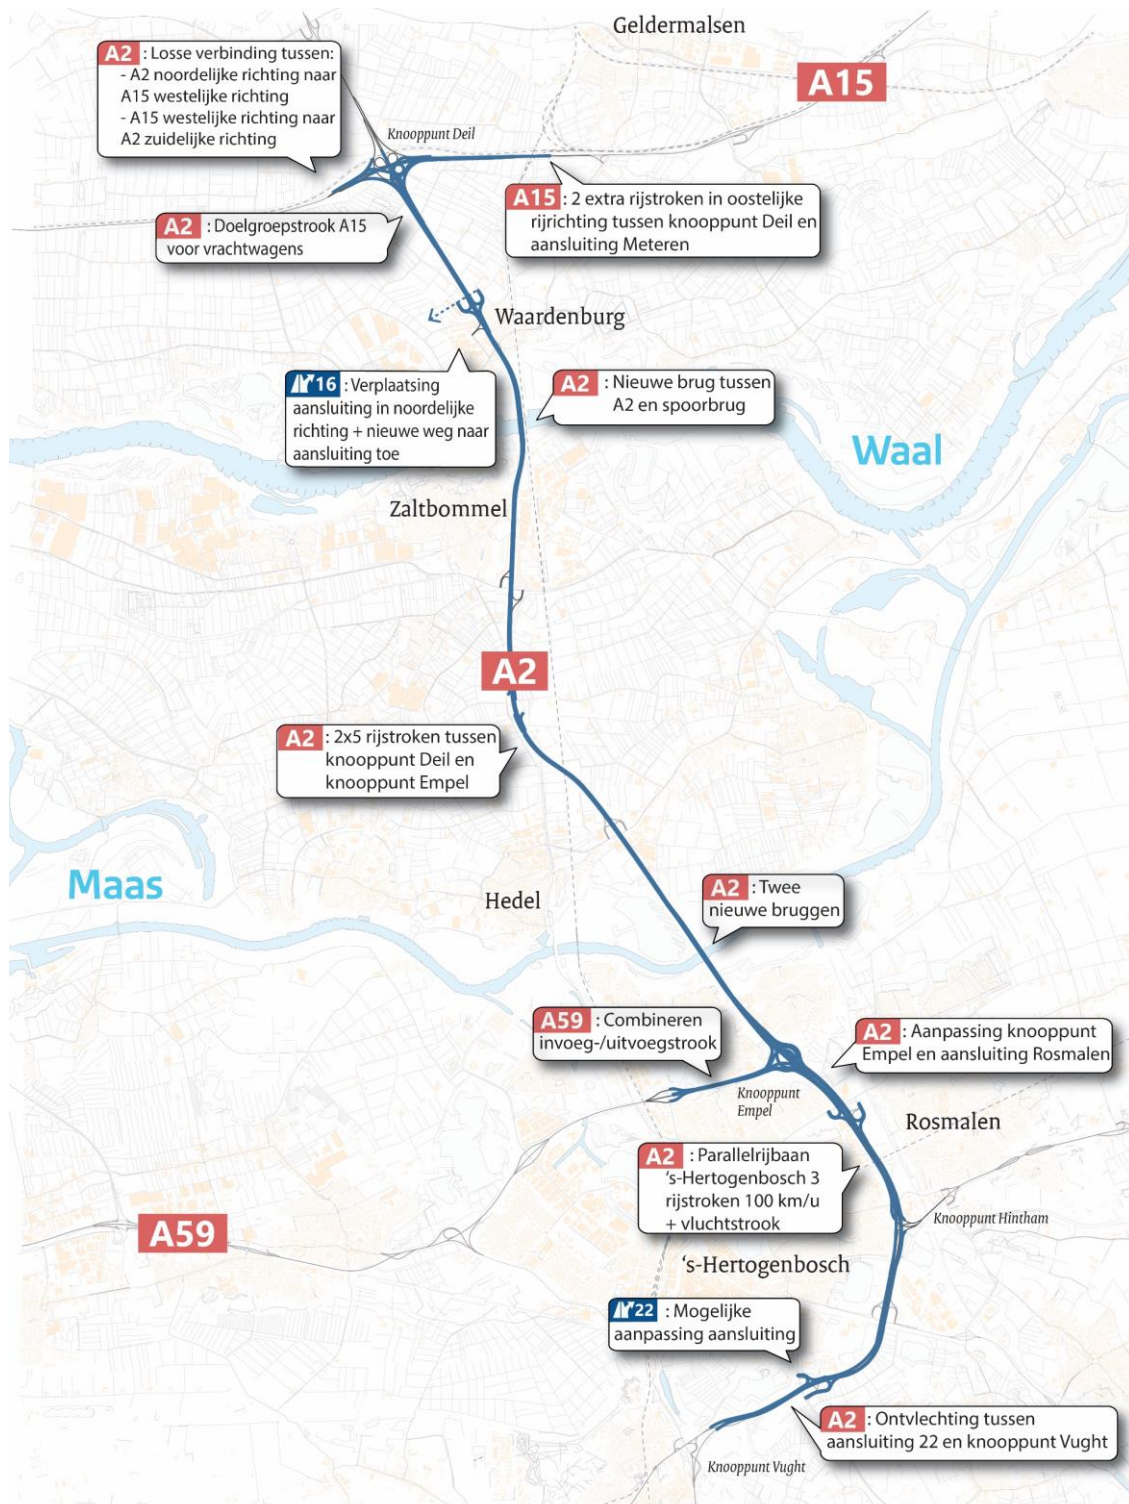 Geldermalsen
A2 : Losse verbinding tussen:
- A2 noordelijke richting naar
A15 westelijke richting
- A15 westelijke richting naar
A2 zuidelijke richting
A15
Knooppunt Deil
A15 : 2 extra rijstroken in oostelijke
rijrichting tussen knooppunt Deil en
aansluiting Meteren
A2 : Doelgroepstrook A15
voor vrachtwagens
Waardenburg
16 : Verplaatsing
aansluiting in noordelijke
richting + nieuwe weg naar
aansluiting toe
A2 : Nieuwe brug tussen
A2 en spoorbrug
Waal
Zaltbommel
A2
A2 : 2x5 rijstroken tussen
knooppunt Deil en
knooppunt Empel
Maas
Hedel
A2 : Twee
nieuwe bruggen
A59 : Combineren
invoeg-/uitvoegstrook
A2 : Aanpassing knooppunt
Empel en aansluiting Rosmalen
Knooppunt
Empel
Rosmalen
A2 : Parallelrijbaan
‘s-Hertogenbosch 3
rijstroken 100 km/u
+ vluchtstrook
Knooppunt Hintham
A59
‘s-Hertogenbosch
22 : Mogelijke
aanpassing aansluiting
A2 : Ontvlechting tussen
aansluiting 22 en knooppunt Vught
Knooppunt Vught